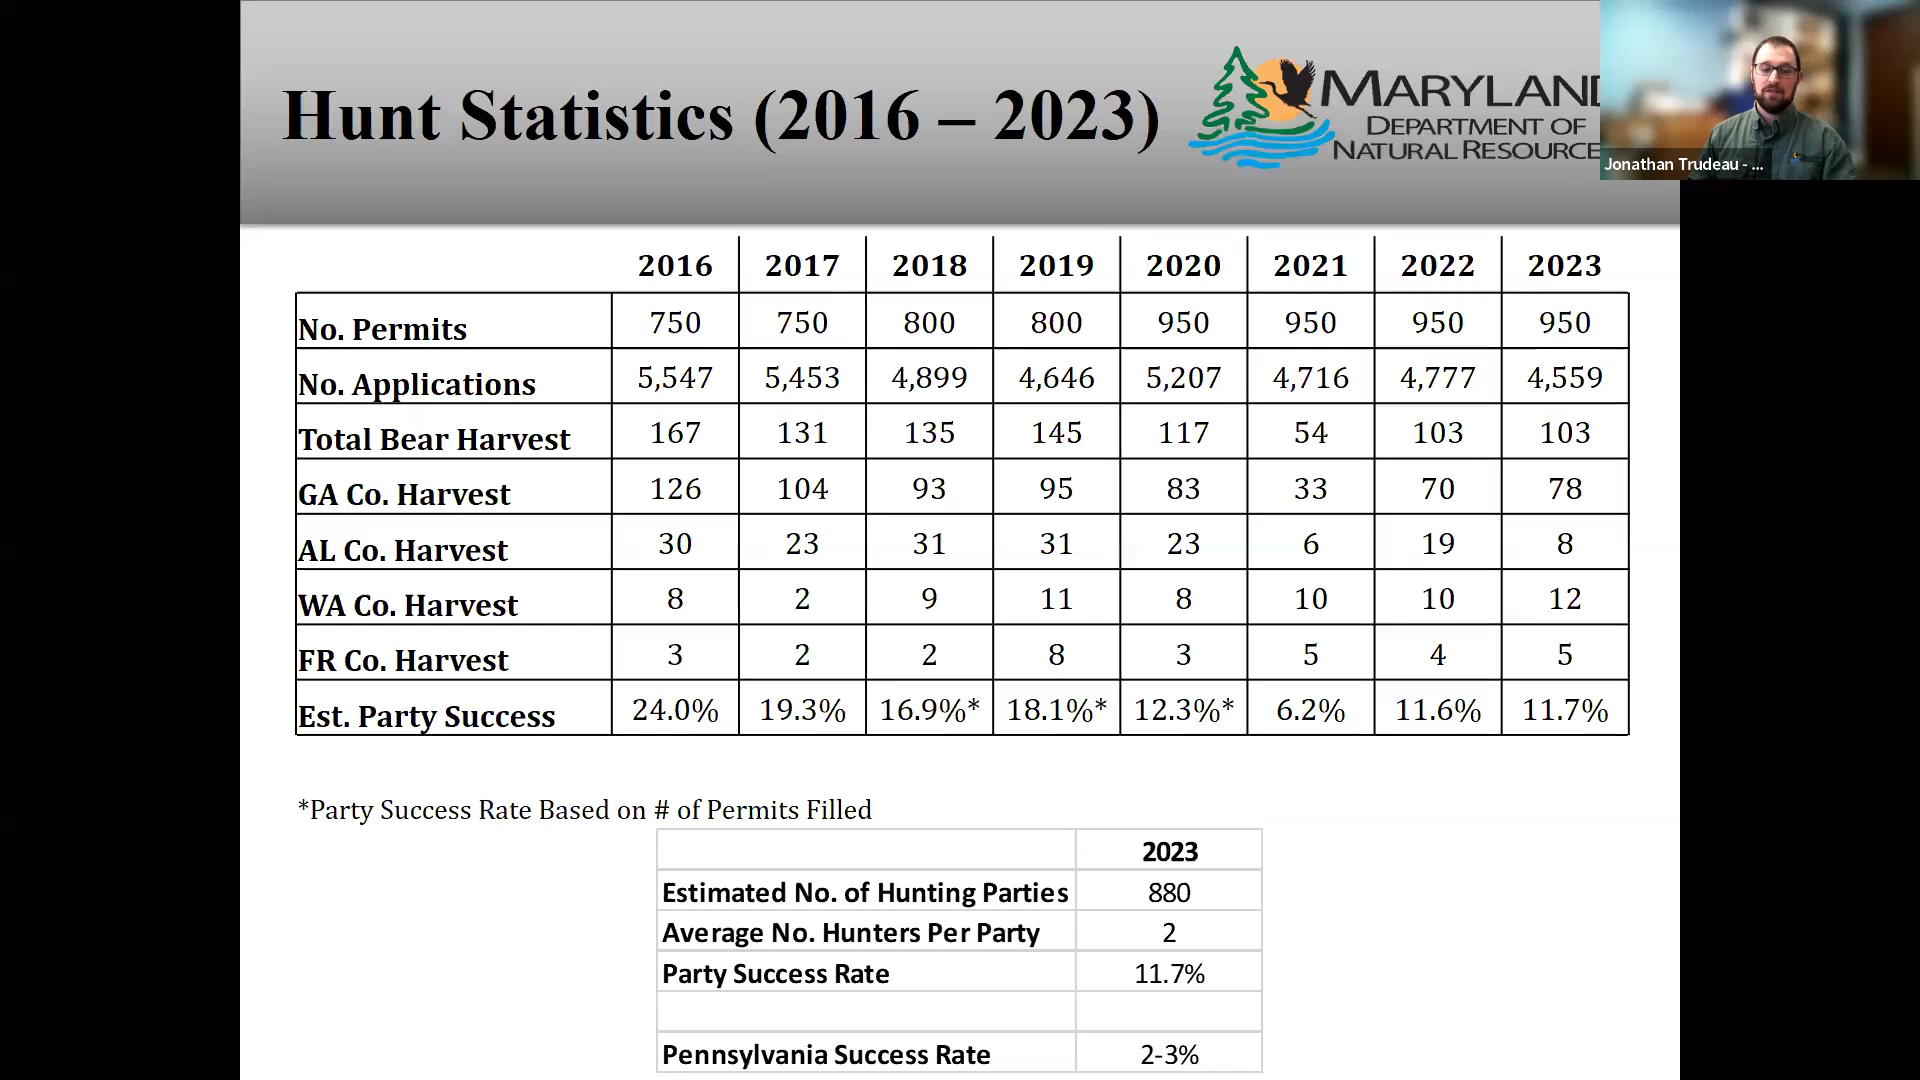 Hunt Statistics (2016 – 2023)
MARYLAND
DEPARTMENT OF
NATURAL RESOURCE
Jonathan Trudeau - ...
2016 2017 2018 2019 2020 2021 2022 2023
No. Permits 750 750 800 800 950 950 950 950
No. Applications 5,547 5,453 4,899 4,646 5,207 4,716 4,777 4,559
Total Bear Harvest 167 131 135 145 117 54 103 103
GA Co. Harvest 126 104 93 95 83 33 70 78
AL Co. Harvest 30 23 31 31 23 6 19 8
WA Co. Harvest 8 2 9 11 8 10 10 12
FR Co. Harvest 3 2 2 8 3 5 4 5
Est. Party Success 24.0% 19.3% 16.9%* 18.1%* 12.3%* 6.2% 11.6% 11.7%
*Party Success Rate Based on # of Permits Filled
2023
Estimated No. of Hunting Parties 880
Average No. Hunters Per Party 2
Party Success Rate 11.7%
Pennsylvania Success Rate 2-3%